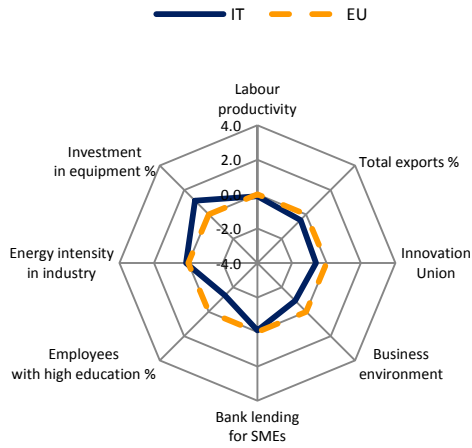 IT EU
Labour
productivity
4.0
Investment
in equipment %
Total exports %
2.0
0.0
-2.0
Energy intensity
in industry
-4.0
Innovation
Union
Employees
with high education %
Business
environment
Bank lending
for SMEs